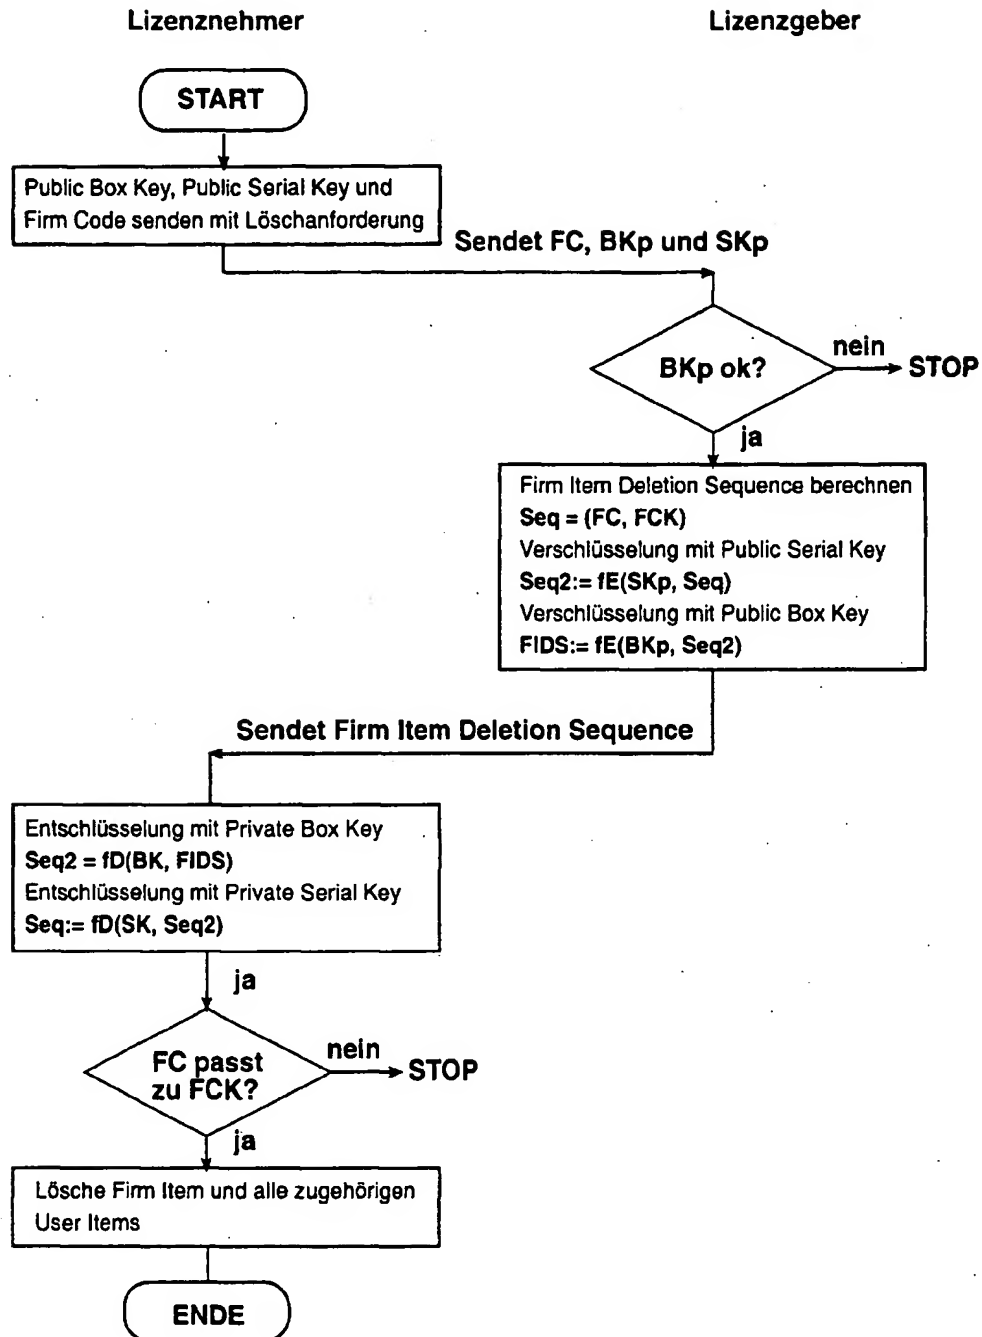 Lizenznehmer
Lizenzgeber
START
Public Box Key, Public Serial Key und
Firm Code senden mit Löschanforderung
Sendet FC, BKp und SKp
BKp ok?
nein
STOP
ja
Firm Item Deletion Sequence berechnen
Seq = (FC, FCK)
Verschlüsselung mit Public Serial Key
Seq2:= fE(SKp, Seq)
Verschlüsselung mit Public Box Key
FIDS:= fE(BKp, Seq2)
Sendet Firm Item Deletion Sequence
Entschlüsselung mit Private Box Key
Seq2 = fD(BK, FIDS)
Entschlüsselung mit Private Serial Key
Seq:= fD(SK, Seq2)
ja
FC passt
zu FCK?
nein
STOP
ja
Lösche Firm Item und alle zugehörigen
User Items
ENDE